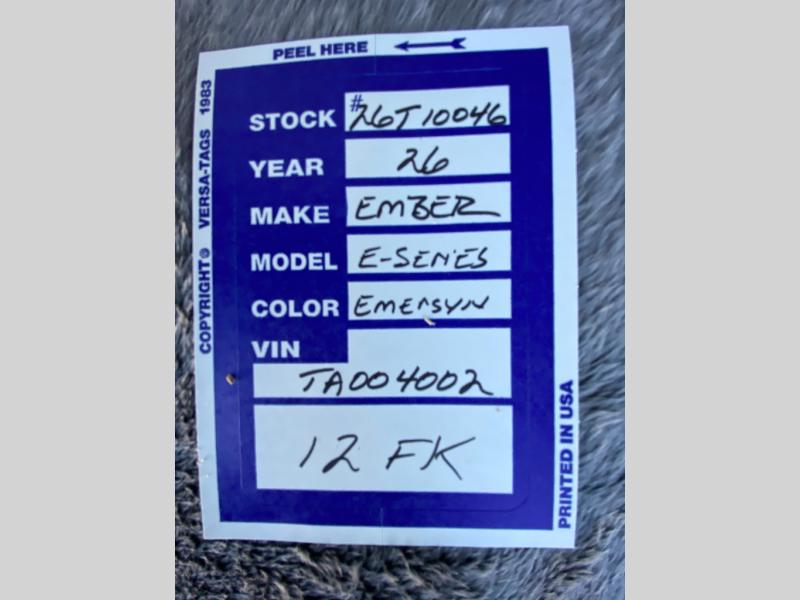 PEEL HERE
COPYRIGHT© VERSA-TAGS 1983
STOCK #26T10046
YEAR 26
MAKE EMBER
MODEL E-SERIES
COLOR EMERSYN
VIN
TA004002
12 FK
PRINTED IN USA